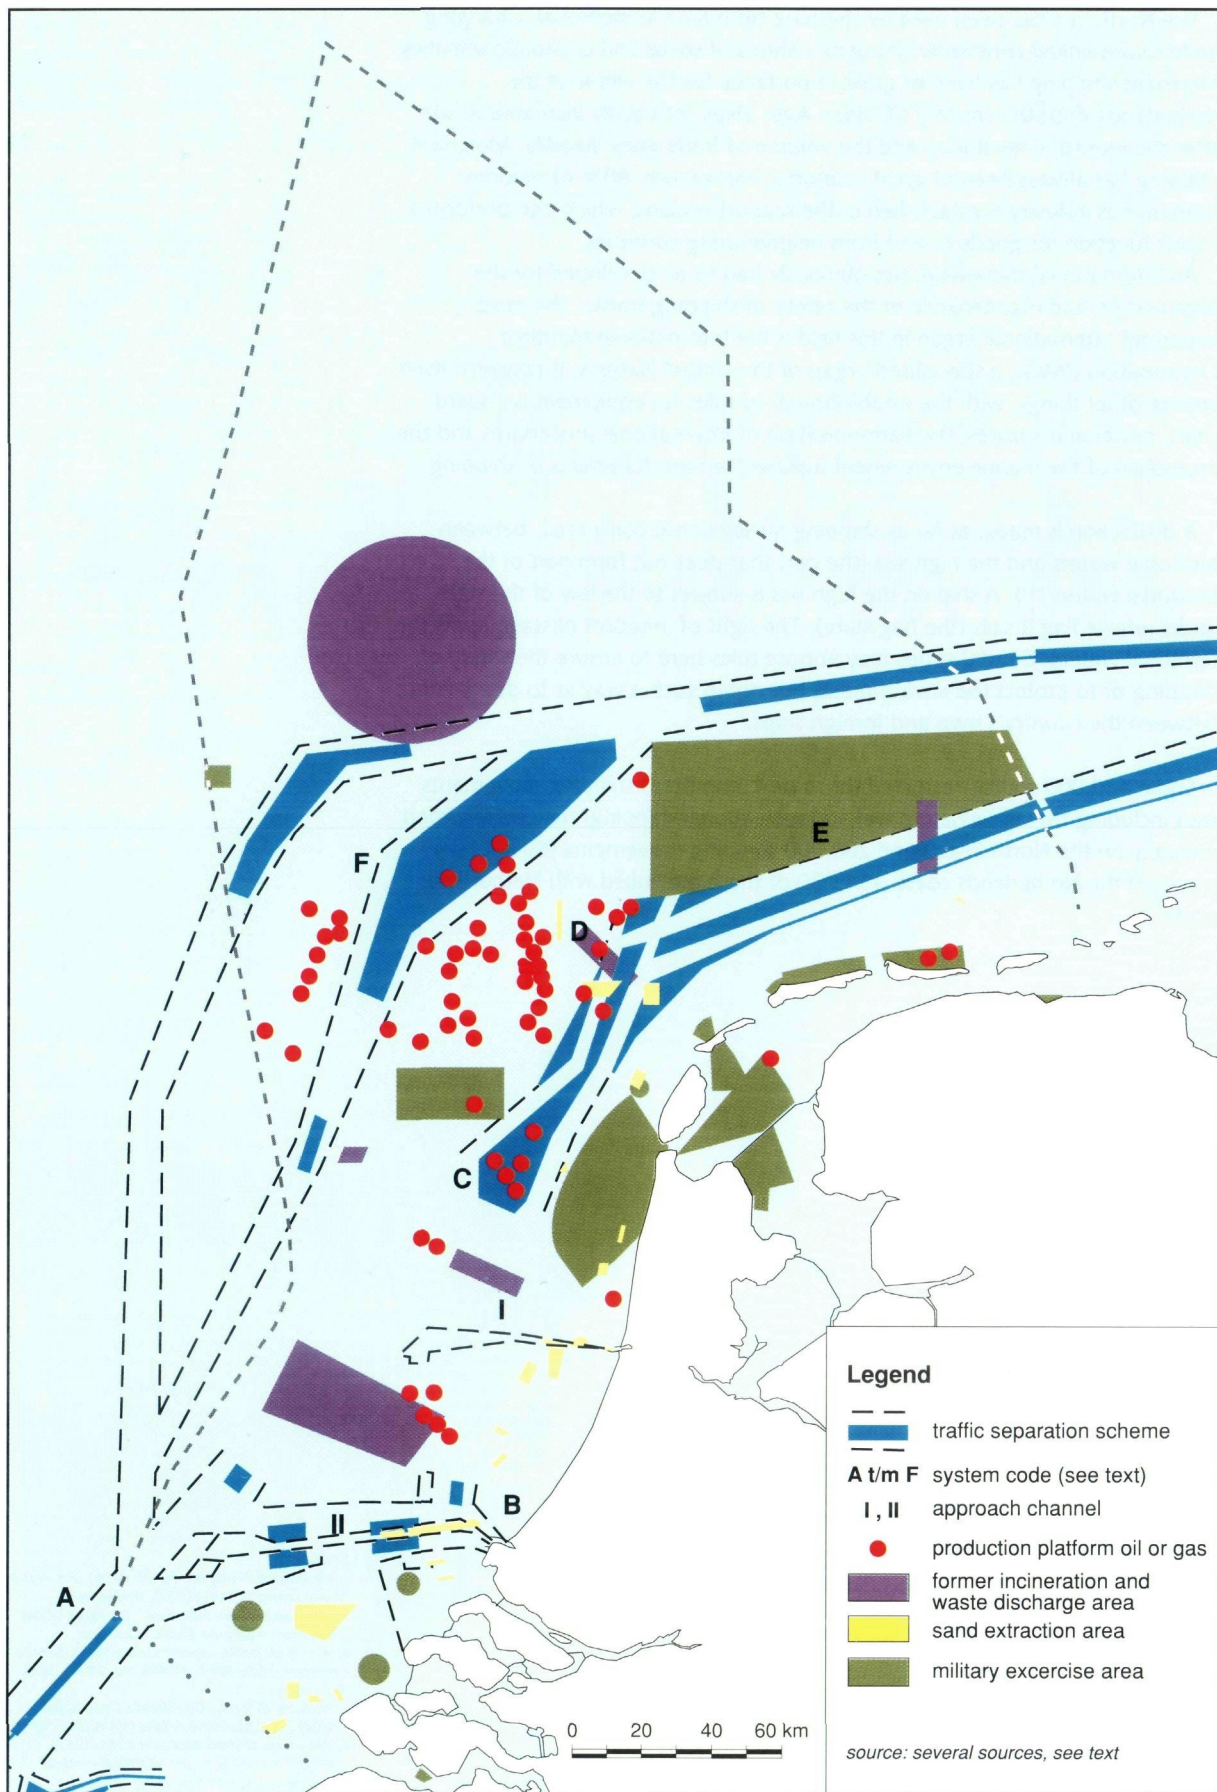 F
E
D
C
I
B
II
A
Legend
traffic separation scheme
A t/m F system code (see text)
I , II approach channel
production platform oil or gas
former incineration and
waste discharge area
sand extraction area
military excercise area
0 20 40 60 km
source: several sources, see text